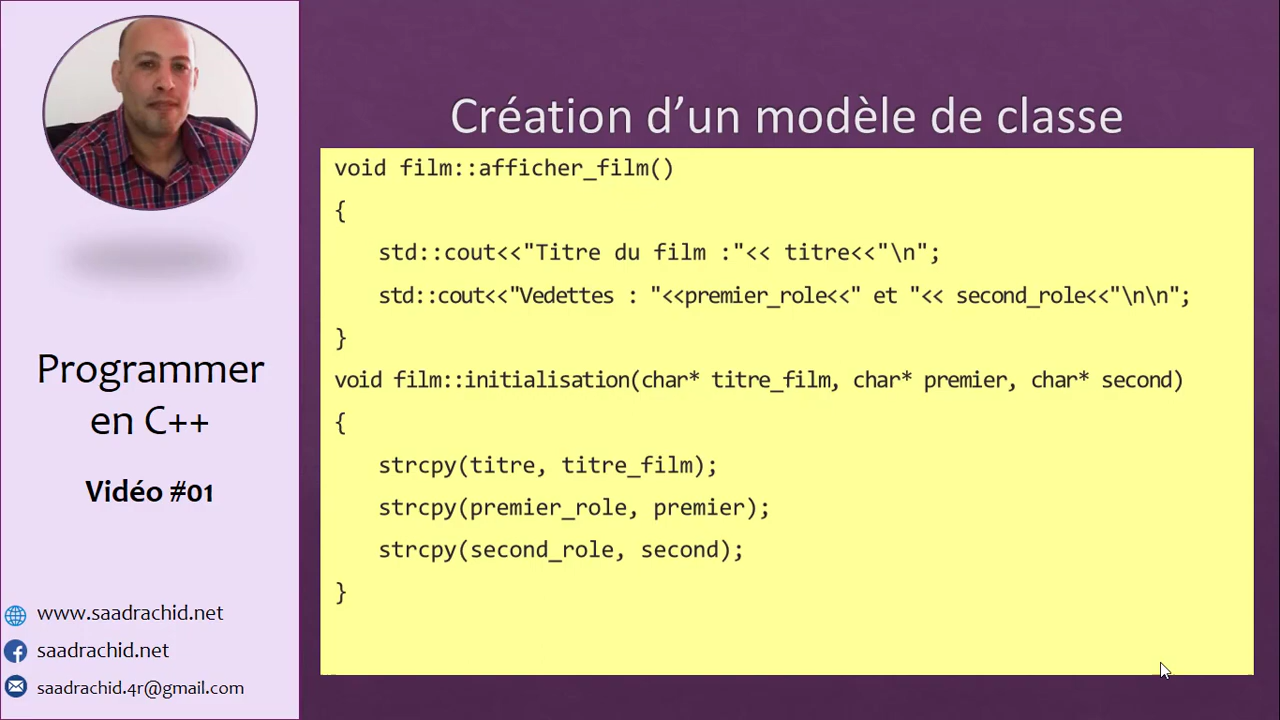 Programmer
en C++
Vidéo #01
www.saadrachid.net
saadrachid.net
saadrachid.4r@gmail.com
Création d’un modèle de classe
void film::afficher_film()
{
std::cout<<"Titre du film :"<< titre<<"\n";
std::cout<<"Vedettes : "<<premier_role<<" et "<< second_role<<"\n\n";
}
void film::initialisation(char* titre_film, char* premier, char* second)
{
strcpy(titre, titre_film);
strcpy(premier_role, premier);
strcpy(second_role, second);
}